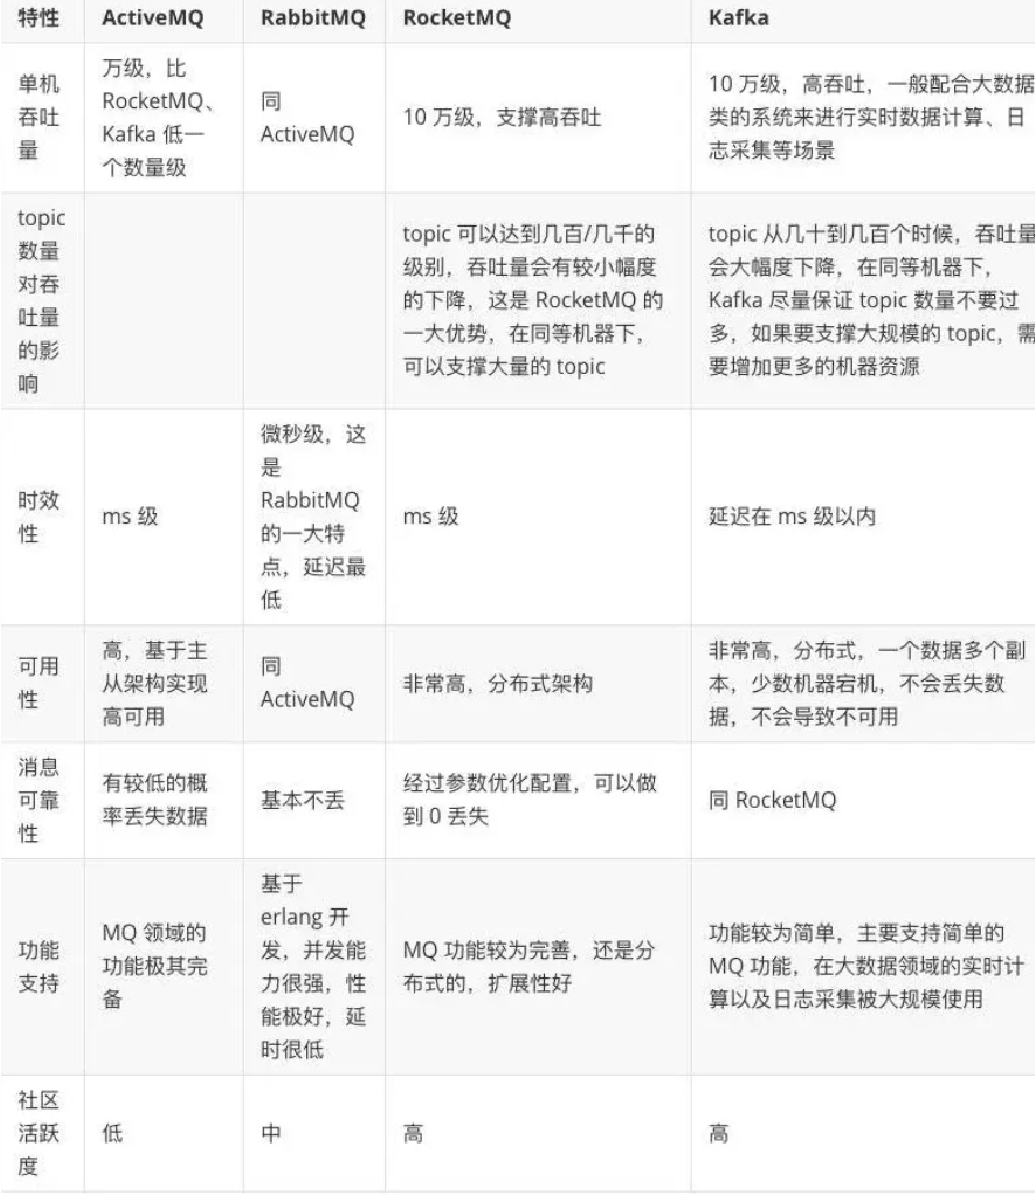 特性
ActiveMQ
RabbitMQ
RocketMQ
Kafka
单机
吞吐
量
万级，比
RocketMQ、
Kafka 低一
个数量级
同
ActiveMQ
10 万级，支撑高吞吐
10 万级，高吞吐，一般配合大数据
类的系统来进行实时数据计算、日
志采集等场景
topic
数量
对吞
吐量
的影
响
topic 可以达到几百/几千的
级别，吞吐量会有较小幅度
的下降，这是 RocketMQ 的
一大优势，在同等机器下，
可以支撑大量的 topic
topic 从几十到几百个时候，吞吐量
会大幅度下降，在同等机器下，
Kafka 尽量保证 topic 数量不要过
多，如果要支撑大规模的 topic，需
要增加更多的机器资源
时效
性
ms 级
微秒级，这
是
RabbitMQ
的一大特
点，延迟最
低
ms 级
延迟在 ms 级以内
可用
性
高，基于主
从架构实现
高可用
同
ActiveMQ
非常高，分布式架构
非常高，分布式，一个数据多个副
本，少数机器宕机，不会丢失数
据，不会导致不可用
消息
可靠
性
有较低的概
率丢失数据
基本不丢
经过参数优化配置，可以做
到 0 丢失
同 RocketMQ
功能
支持
MQ 领域的
功能极其完
备
基于
erlang 开
发，并发能
力很强，性
能极好，延
时很低
MQ 功能较为完善，还是分
布式的，扩展性好
功能较为简单，主要支持简单的
MQ 功能，在大数据领域的实时计
算以及日志采集被大规模使用
社区
活跃
度
低
中
高
高